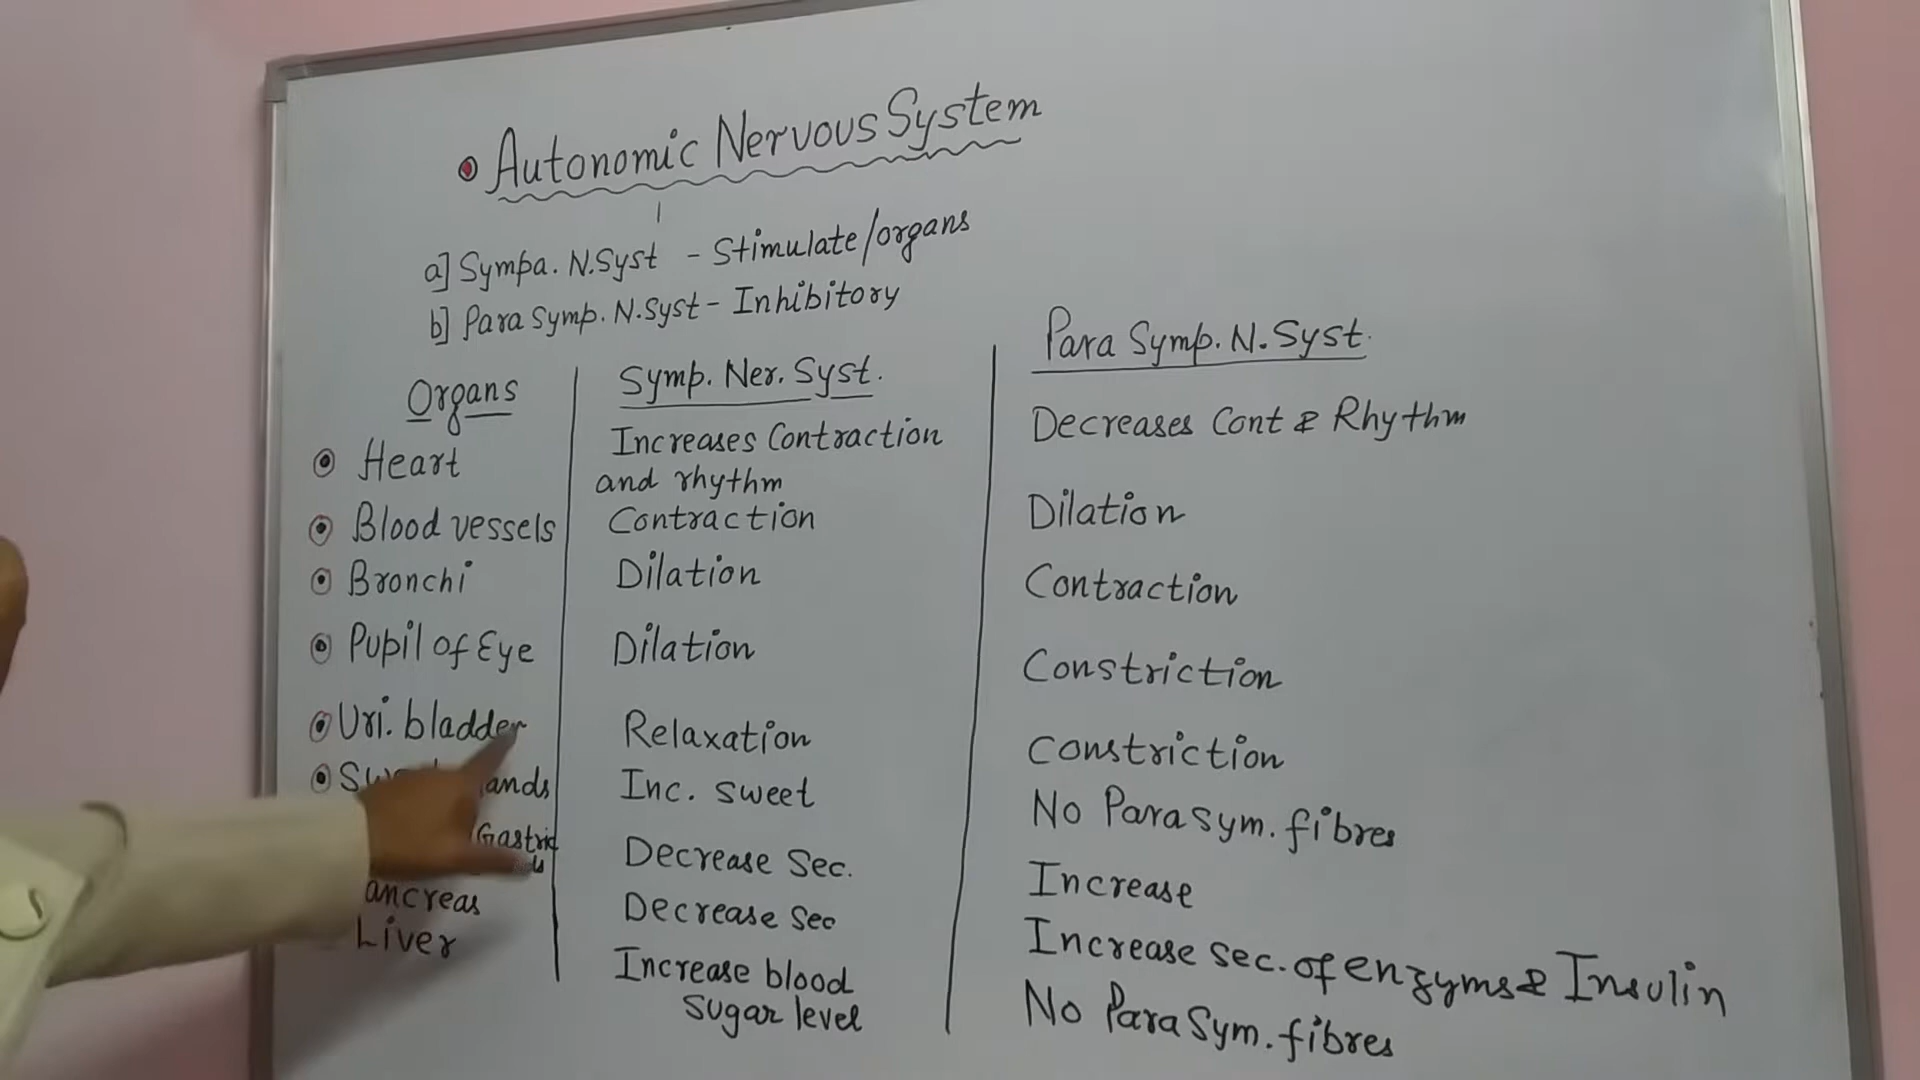 Autonomic Nervous System
a] Sympa. N.Syst - Stimulate/organs
b] Para Symp. N.Syst - Inhibitory
Organs
Symp. Ner. Syst.
Para Symp. N. Syst.
Heart
Increases Contraction
and rhythm
Decreases Cont & Rhythm
Blood vessels
Contraction
Dilation
Bronchi
Dilation
Contraction
Pupil of Eye
Dilation
Constriction
Uri. bladder
Relaxation
Constriction
Inc. sweet
No Para sym. fibres
Gastric
Decrease Sec.
Increase
ancreas
Decrease Sec
Increase sec. of enzyms & Insulin
Liver
Increase blood
Sugar level
No Para Sym. fibres